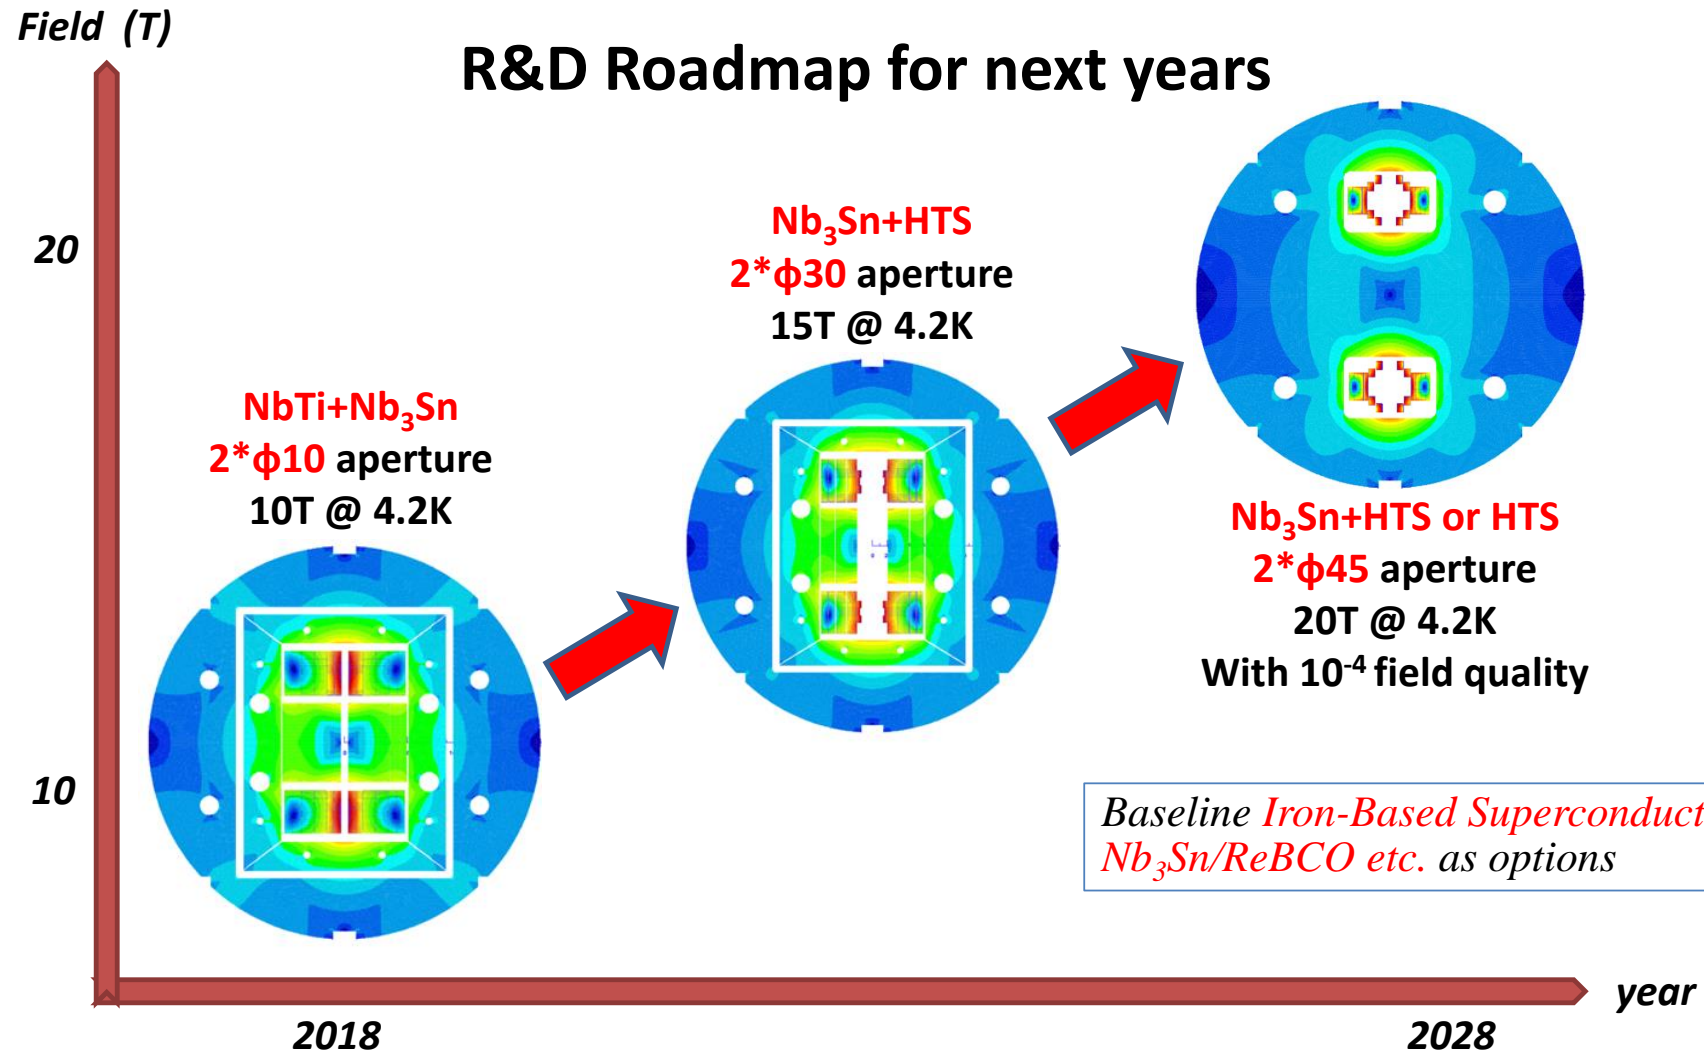 Field (T)
R&D Roadmap for next years
20
10
NbTi+Nb₃Sn
2*ϕ10 aperture
10T @ 4.2K
Nb₃Sn+HTS
2*ϕ30 aperture
15T @ 4.2K
Nb₃Sn+HTS or HTS
2*ϕ45 aperture
20T @ 4.2K
With 10⁻⁴ field quality
Baseline Iron-Based Superconduct
Nb₃Sn/ReBCO etc. as options
year
2018
2028